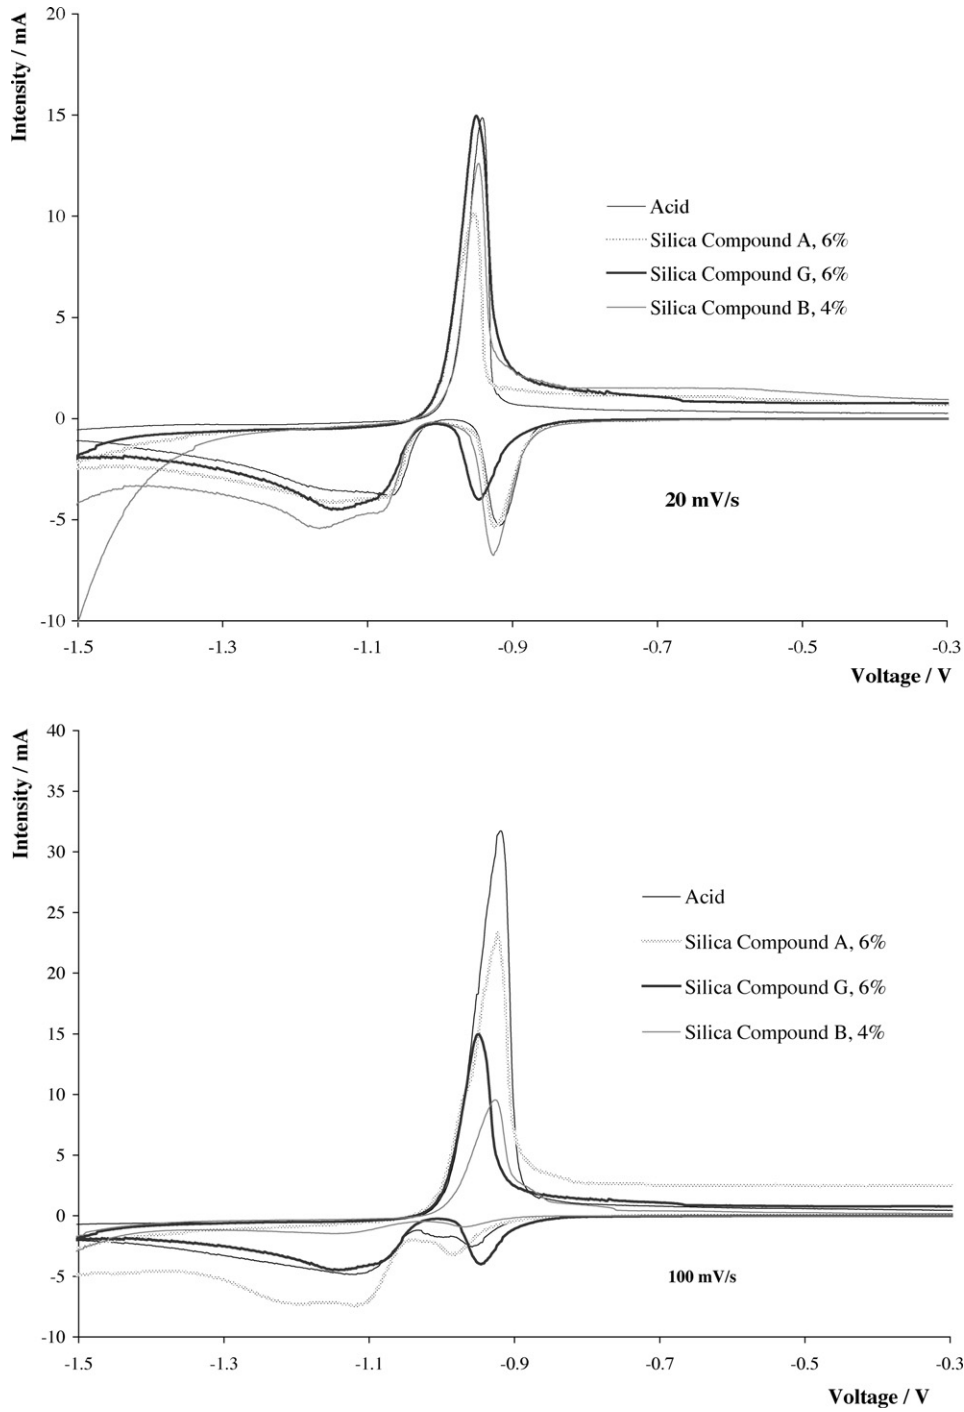 Intensity / mA
20
15
10
5
0
-5
-10
Acid
Silica Compound A, 6%
Silica Compound G, 6%
Silica Compound B, 4%
20 mV/s
-1.5 -1.3 -1.1 -0.9 -0.7 -0.5 -0.3
Voltage / V
Intensity / mA
40
35
30
25
20
15
10
5
0
-5
-10
Acid
Silica Compound A, 6%
Silica Compound G, 6%
Silica Compound B, 4%
100 mV/s
-1.5 -1.3 -1.1 -0.9 -0.7 -0.5 -0.3
Voltage / V